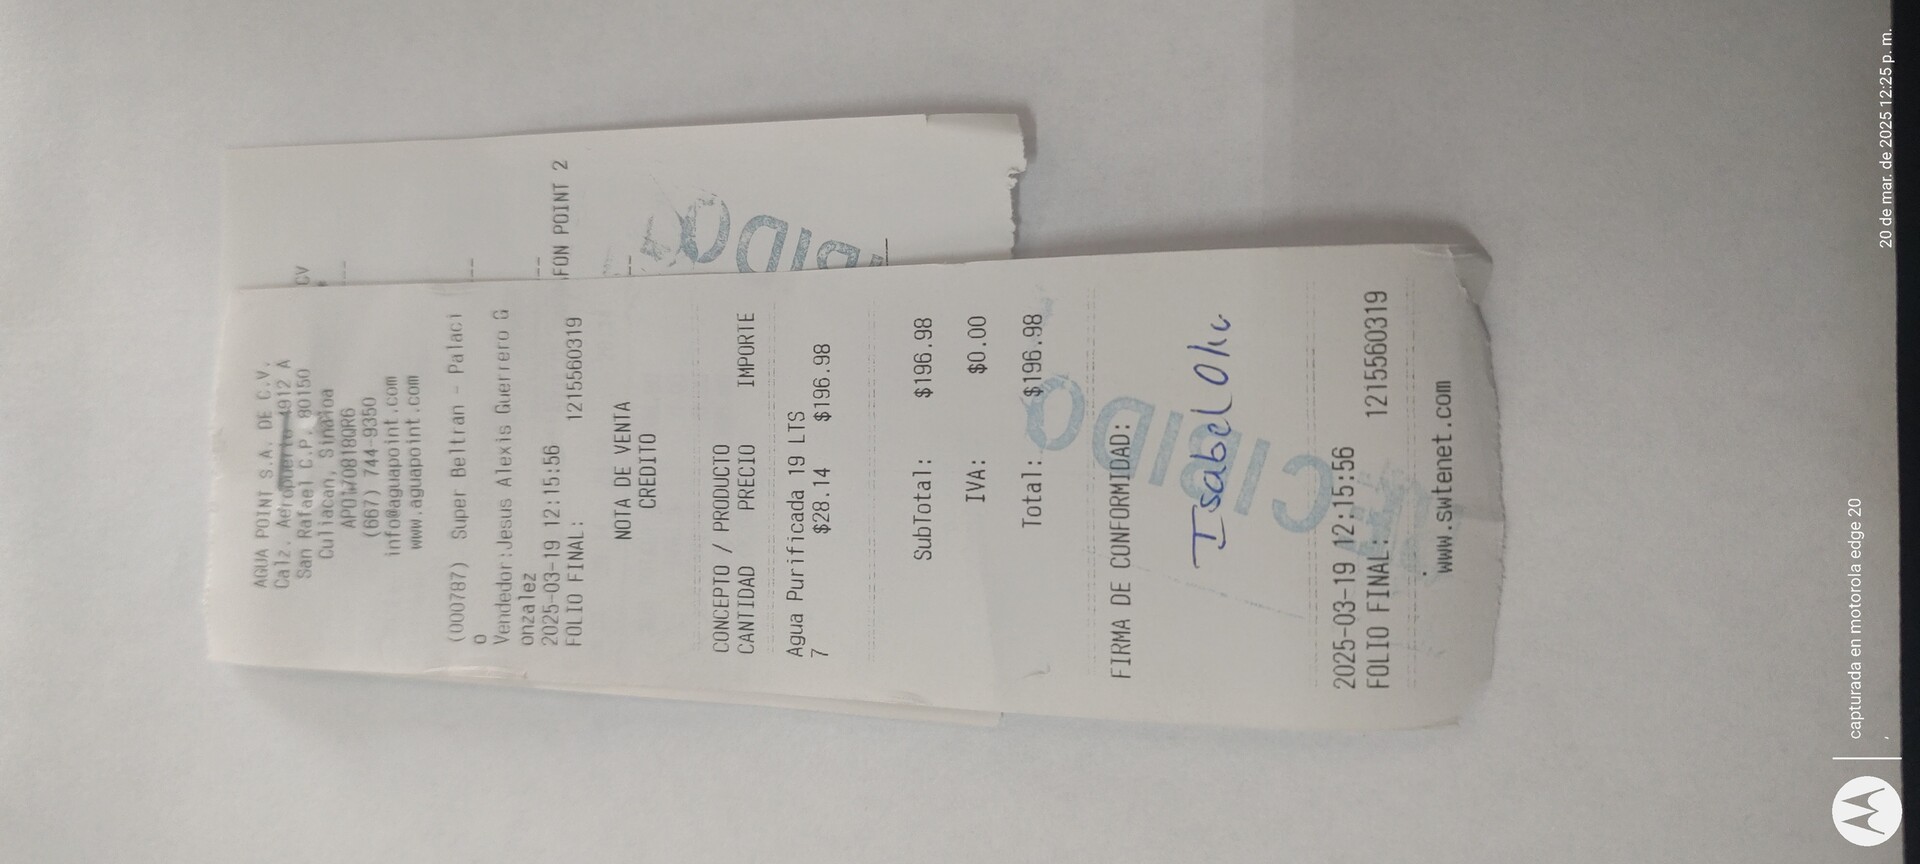 AGUA POINT S.A. DE C.V.
Calz. Aeropuerto 4912 A
San Rafael C.P. 80150
Culiacan, Sinaloa
(667) 744-9350
info@aguapoint.com
www.aguapoint.com
(000787) Super Beltran - Palaci
o
Vendedor:Jesus Alexis Guerrero G
onzalez
2025-03-19 12:15:56
FOLIO FINAL: 1215560319
NOTA DE VENTA
CREDITO
CONCEPTO / PRODUCTO
CANTIDAD PRECIO IMPORTE
Agua Purificada 19 LTS
7 $28.14 $196.98
SubTotal: $196.98
IVA: $0.00
Total: $196.98
FIRMA DE CONFORMIDAD:
Isabel
2025-03-19 12:15:56
FOLIO FINAL: 1215560319
www.swtenet.com
CV
FON POINT 2
capturada en motorola edge 20
20 de mar. de 2025 12:25 p. m.